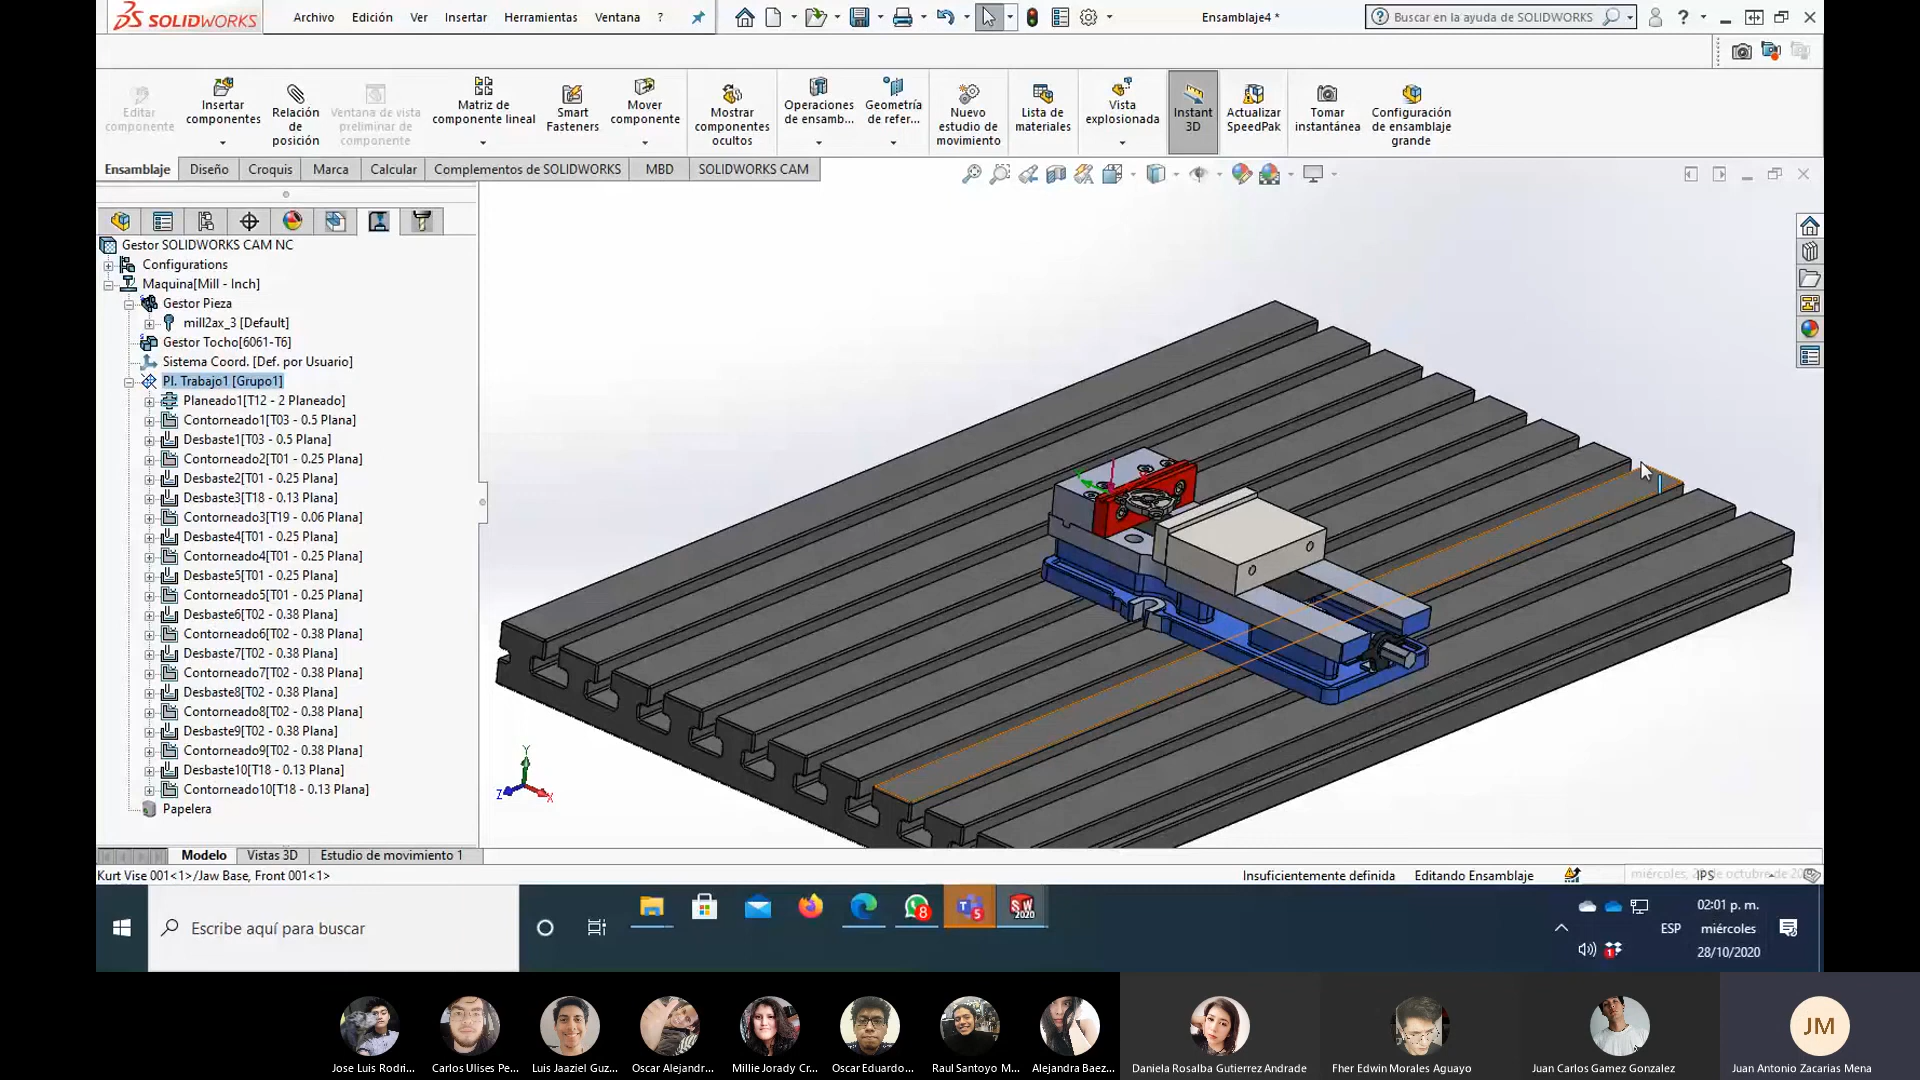 SOLIDWORKS
Archivo Edición Ver Insertar Herramientas Ventana ?
Ensamblaje4 *
Buscar en la ayuda de SOLIDWORKS
?
Editar componente
Insertar componentes
Relación de posición
Ventana de vista preliminar de componente
Matriz de componente lineal
Smart Fasteners
Mover componente
Mostrar componentes ocultos
Operaciones de ensamb...
Geometría de refer...
Nuevo estudio de movimiento
Lista de materiales
Vista explosionada
Instant 3D
Actualizar SpeedPak
Tomar instantánea
Configuración de ensamblaje grande
Ensamblaje Diseño Croquis Marca Calcular Complementos de SOLIDWORKS MBD SOLIDWORKS CAM
Gestor SOLIDWORKS CAM NC
Configurations
Maquina[Mill - Inch]
Gestor Pieza
mill2ax_3 [Default]
Gestor Tocho[6061-T6]
Sistema Coord. [Def. por Usuario]
Pl. Trabajo1 [Grupo1]
Planeado1[T12 - 2 Planeado]
Contorneado1[T03 - 0.5 Plana]
Desbaste1[T03 - 0.5 Plana]
Contorneado2[T01 - 0.25 Plana]
Desbaste2[T01 - 0.25 Plana]
Desbaste3[T18 - 0.13 Plana]
Contorneado3[T19 - 0.06 Plana]
Desbaste4[T01 - 0.25 Plana]
Contorneado4[T01 - 0.25 Plana]
Desbaste5[T01 - 0.25 Plana]
Contorneado5[T01 - 0.25 Plana]
Desbaste6[T02 - 0.38 Plana]
Contorneado6[T02 - 0.38 Plana]
Desbaste7[T02 - 0.38 Plana]
Contorneado7[T02 - 0.38 Plana]
Desbaste8[T02 - 0.38 Plana]
Contorneado8[T02 - 0.38 Plana]
Desbaste9[T02 - 0.38 Plana]
Contorneado9[T02 - 0.38 Plana]
Desbaste10[T18 - 0.13 Plana]
Contorneado10[T18 - 0.13 Plana]
Papelera
Y
Z
X
Modelo Vistas 3D Estudio de movimiento 1
Kurt Vise 001<1>/Jaw Base, Front 001<1>
Insuficientemente definida Editando Ensamblaje IPS
Escribe aquí para buscar
8
5
SW 2020
ESP
1
02:01 p. m.
miércoles
28/10/2020
JM
Jose Luis Rodri...
Carlos Ulises Pe...
Luis Jaaziel Guz...
Oscar Alejandr...
Millie Jorady Cr...
Oscar Eduardo...
Raul Santoyo M...
Alejandra Baez...
Daniela Rosalba Gutierrez Andrade
Fher Edwin Morales Aguayo
Juan Carlos Gamez Gonzalez
Juan Antonio Zacarias Mena